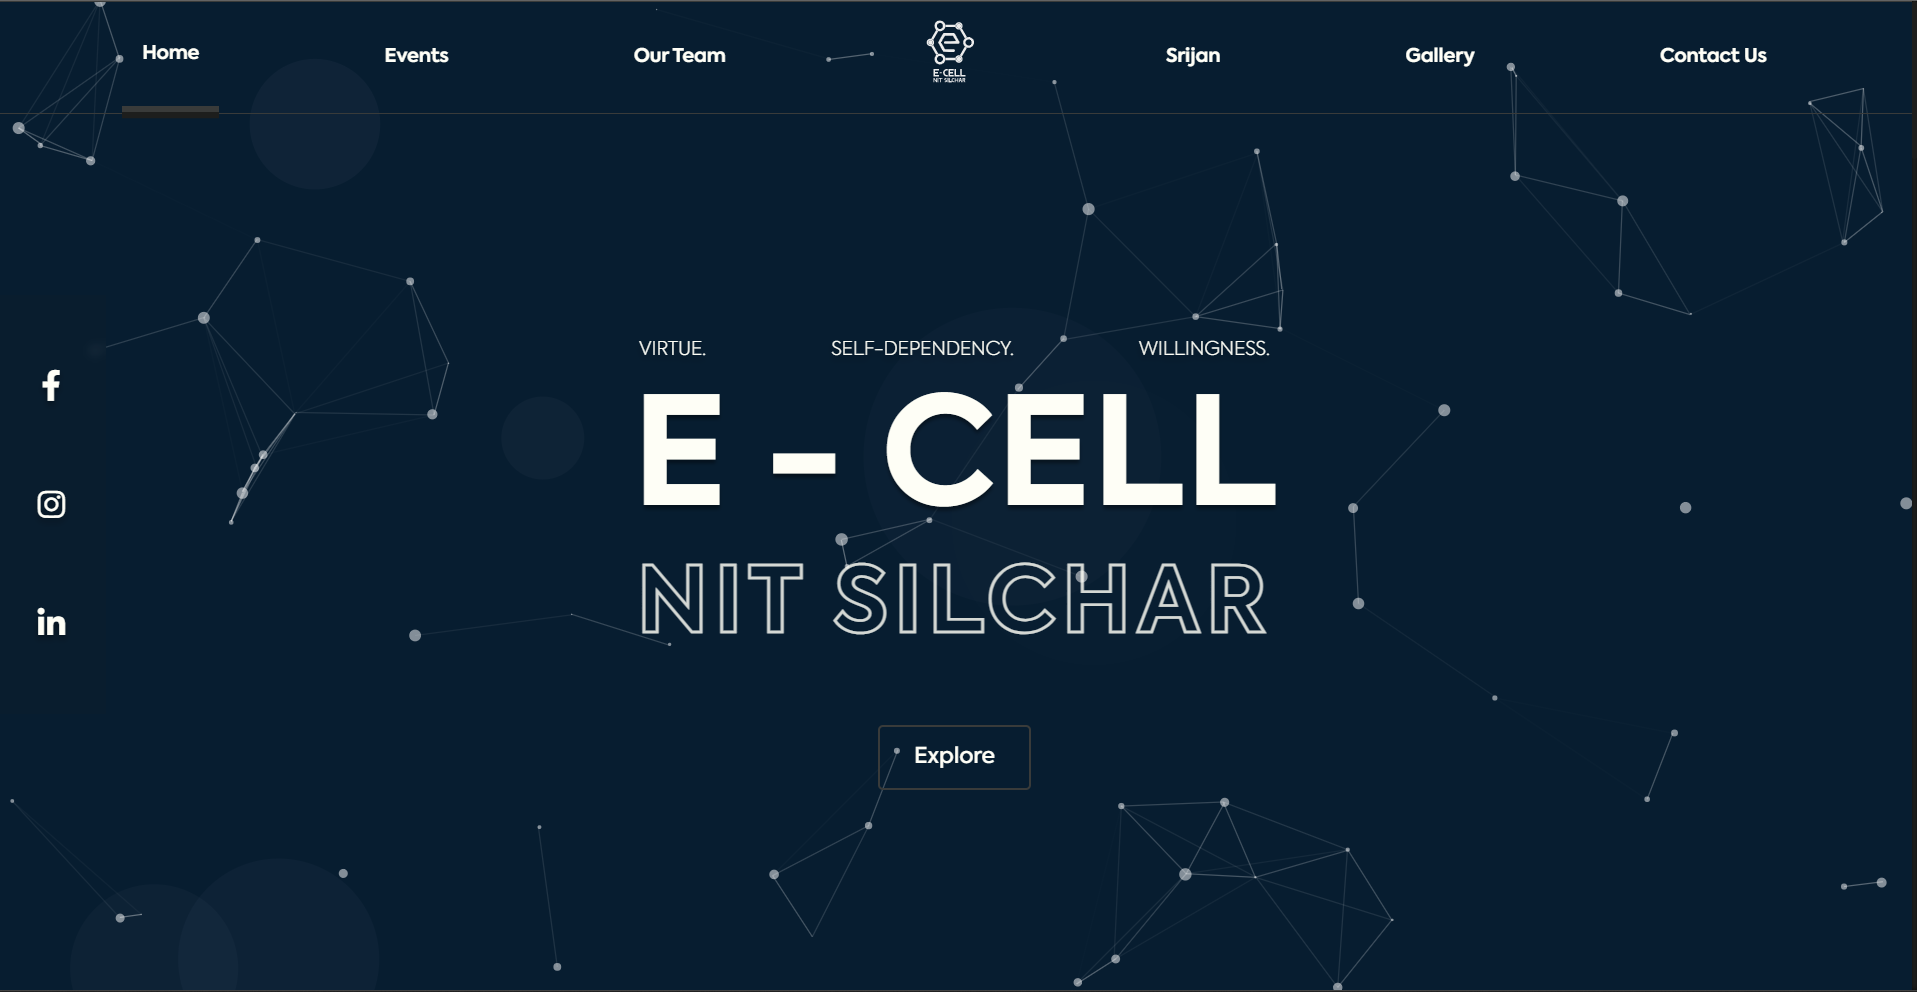 Home Events Our Team Srijan Gallery Contact Us
e
E-CELL
NIT SILCHAR
VIRTUE. SELF-DEPENDENCY. WILLINGNESS.
E - CELL
NIT SILCHAR
Explore